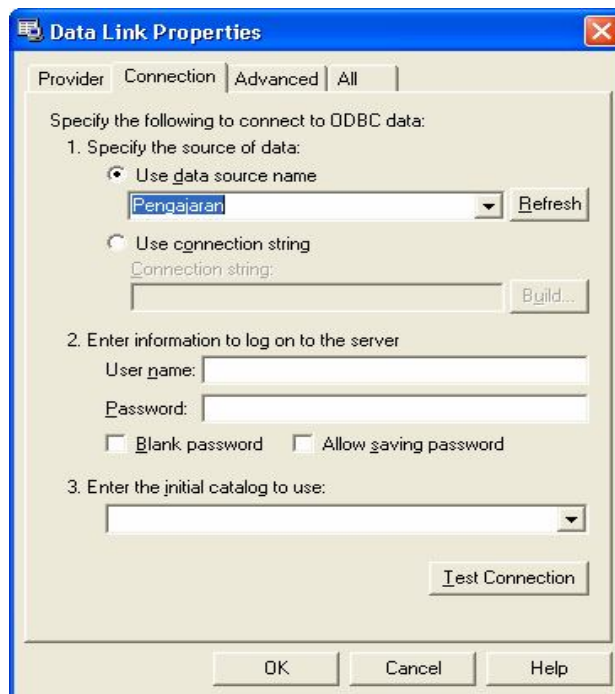 Data Link Properties
Provider Connection Advanced All
Specify the following to connect to ODBC data:
1. Specify the source of data:
Use data source name
Pengajaran Refresh
Use connection string
Connection string:
Build...
2. Enter information to log on to the server
User name:
Password:
Blank password Allow saving password
3. Enter the initial catalog to use:
Test Connection
OK Cancel Help